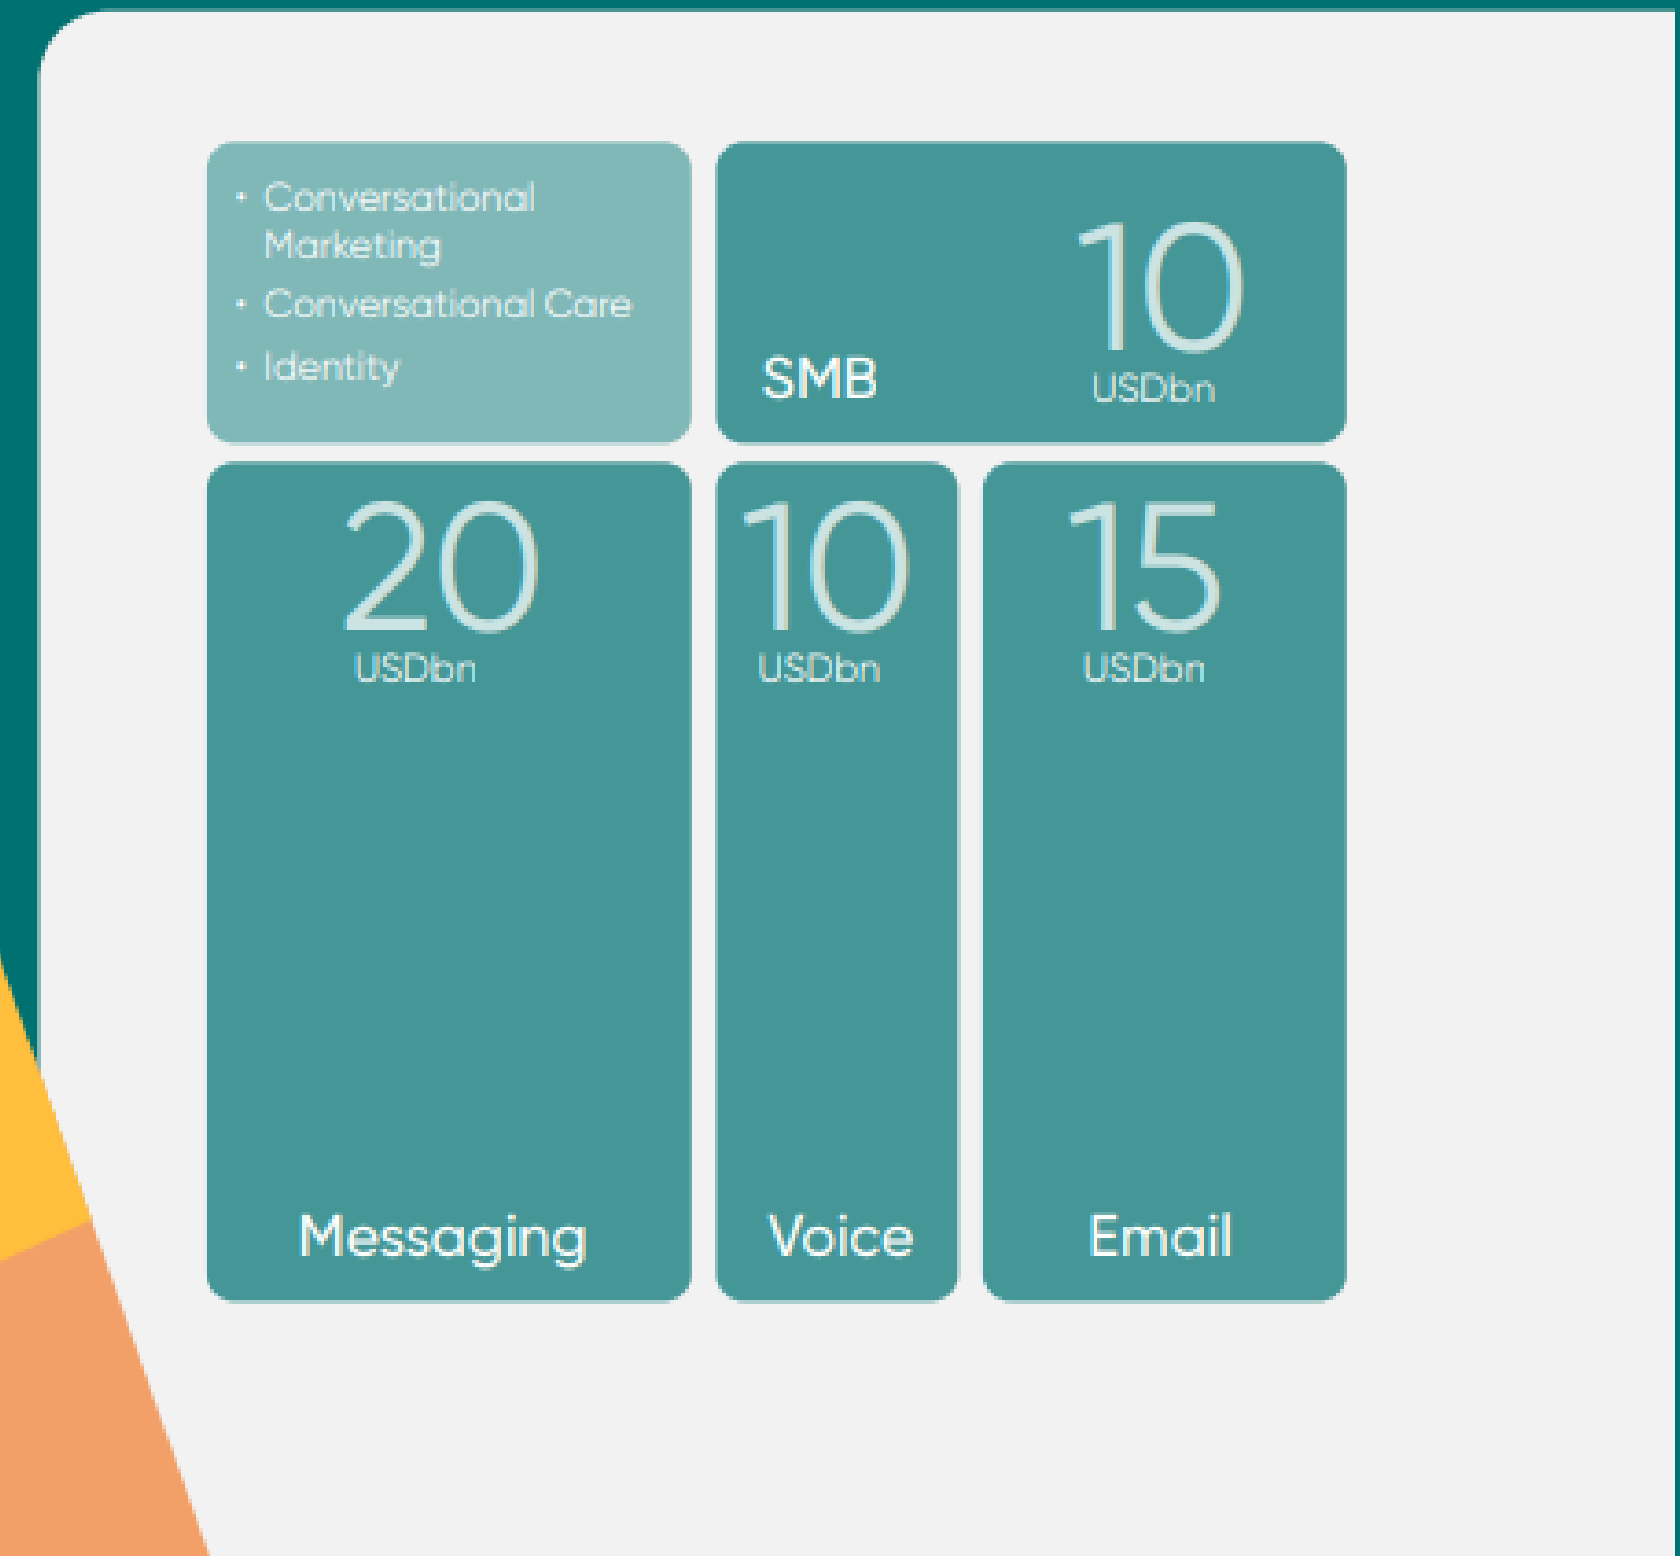 • Conversational
Marketing
• Conversational Care
• Identity
10
SMB
USDbn
20
USDbn
10
USDbn
15
USDbn
Messaging
Voice
Email